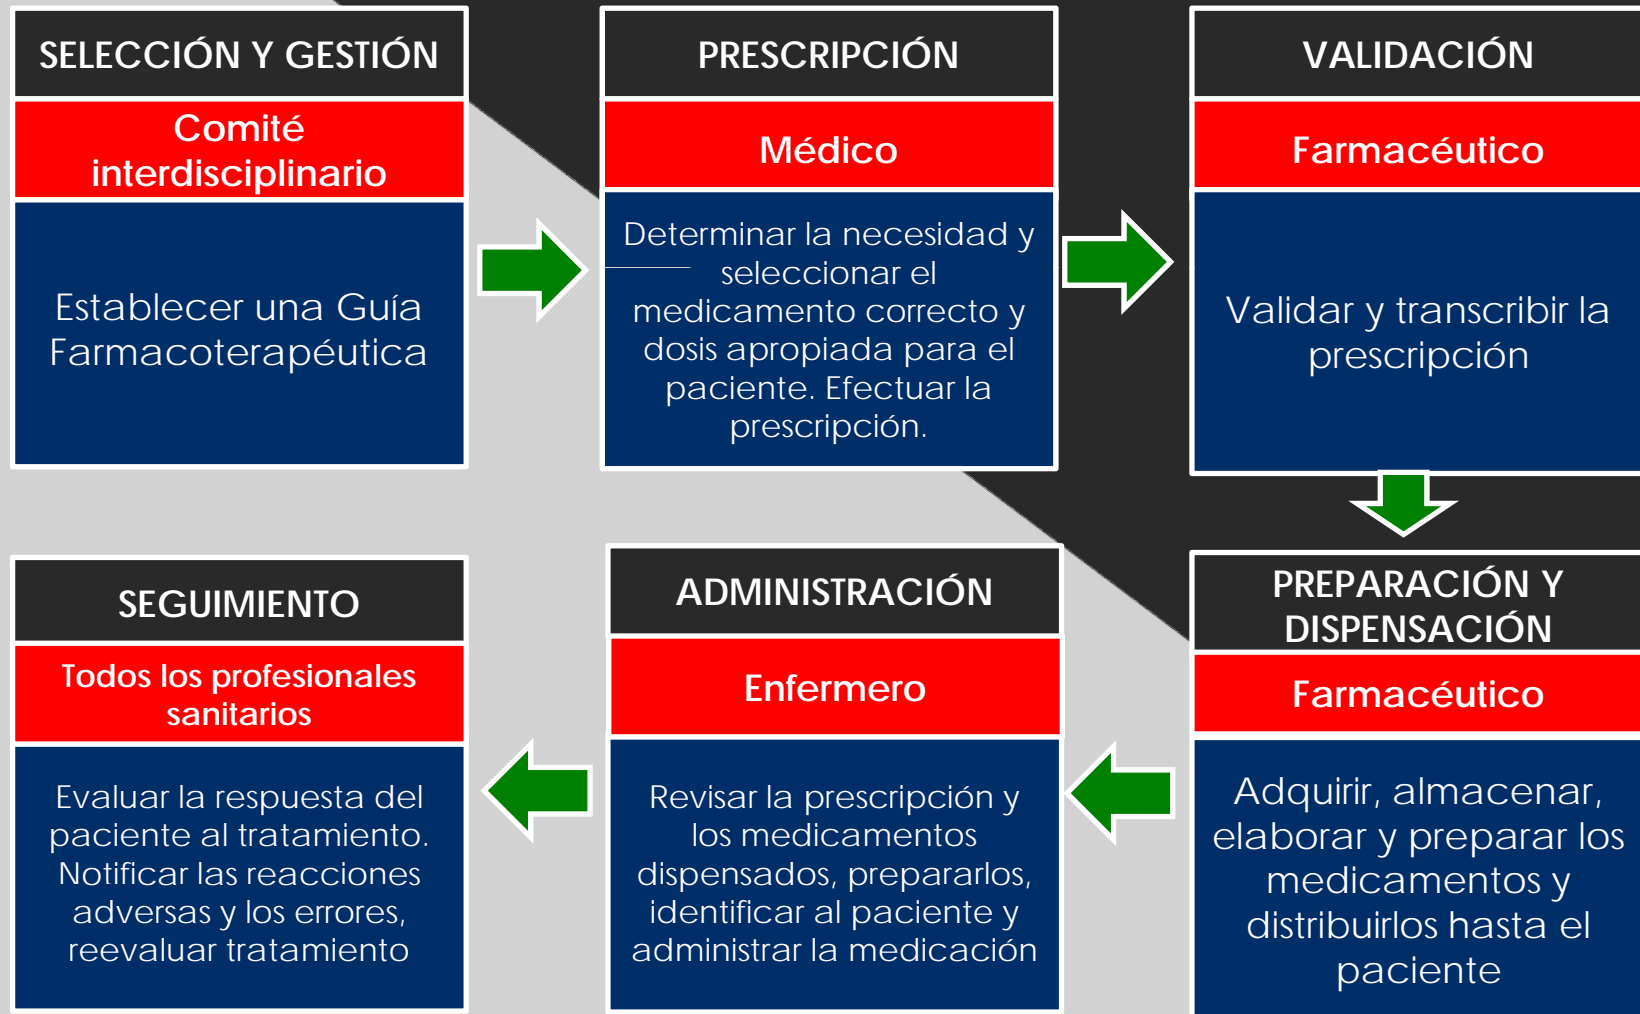 SELECCIÓN Y GESTIÓN
Comité
interdisciplinario
Establecer una Guía
Farmacoterapéutica
PRESCRIPCIÓN
Médico
Determinar la necesidad y
seleccionar el
medicamento correcto y
dosis apropiada para el
paciente. Efectuar la
prescripción.
VALIDACIÓN
Farmacéutico
Validar y transcribir la
prescripción
PREPARACIÓN Y
DISPENSACIÓN
Farmacéutico
Adquirir, almacenar,
elaborar y preparar los
medicamentos y
distribuirlos hasta el
paciente
ADMINISTRACIÓN
Enfermero
Revisar la prescripción y
los medicamentos
dispensados, prepararlos,
identificar al paciente y
administrar la medicación
SEGUIMIENTO
Todos los profesionales
sanitarios
Evaluar la respuesta del
paciente al tratamiento.
Notificar las reacciones
adversas y los errores,
reevaluar tratamiento